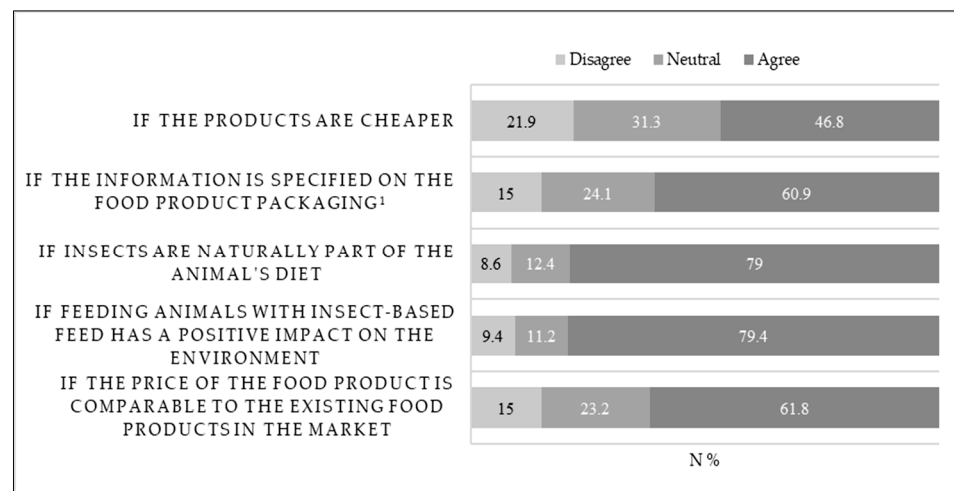 Disagree Neutral Agree
IF THE PRODUCTS ARE CHEAPER
21.9 31.3 46.8
IF THE INFORMATION IS SPECIFIED ON THE
FOOD PRODUCT PACKAGING¹
15 24.1 60.9
IF INSECTS ARE NATURALLY PART OF THE
ANIMAL'S DIET
8.6 12.4 79
IF FEEDING ANIMALS WITH INSECT-BASED
FEED HAS A POSITIVE IMPACT ON THE
ENVIRONMENT
9.4 11.2 79.4
IF THE PRICE OF THE FOOD PRODUCT IS
COMPARABLE TO THE EXISTING FOOD
PRODUCTS IN THE MARKET
15 23.2 61.8
N %